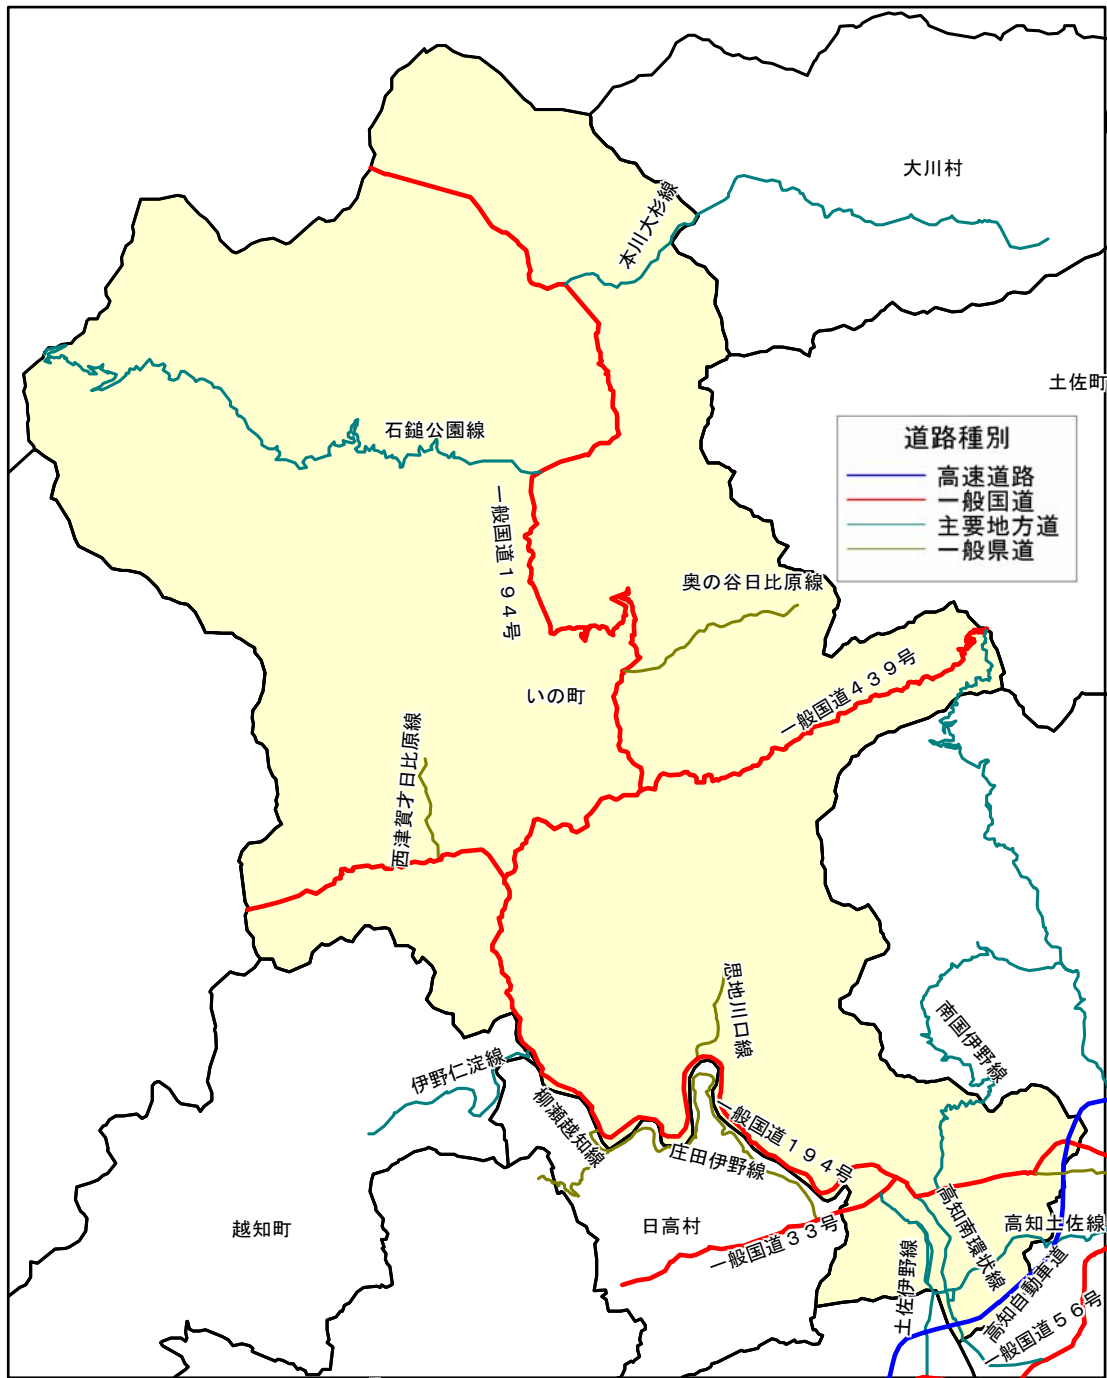 大川村
本川大杉線
土佐町
道路種別
高速道路
一般国道
主要地方道
一般県道
石鎚公園線
一般国道１９４号
奥の谷日比原線
いの町
一般国道４３９号
西津賀才日比原線
思地川口線
南国伊野線
伊野仁淀線
柳瀬越知線
一般国道１９４号
庄田伊野線
越知町
日高村
一般国道３３号
高知南環状線
高知土佐線
土佐伊野線
高知自動車道
一般国道５６号